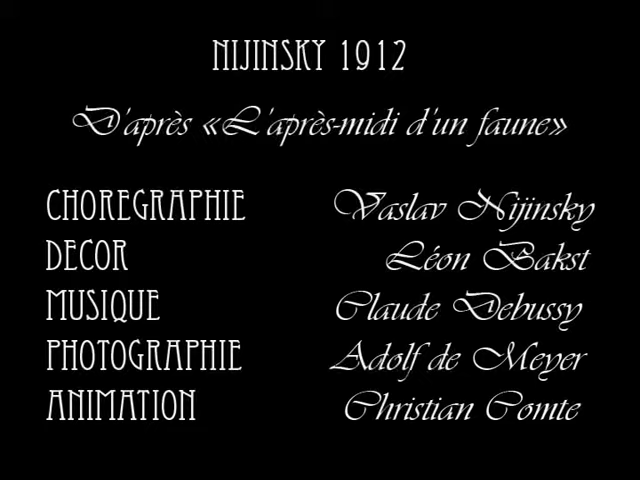 NIJINSKY 1912
D'après «L'après-midi d'un faune»
CHOREGRAPHIE Vaslav Nijinsky
DECOR Léon Bakst
MUSIQUE Claude Debussy
PHOTOGRAPHIE Adolf de Meyer
ANIMATION Christian Comte